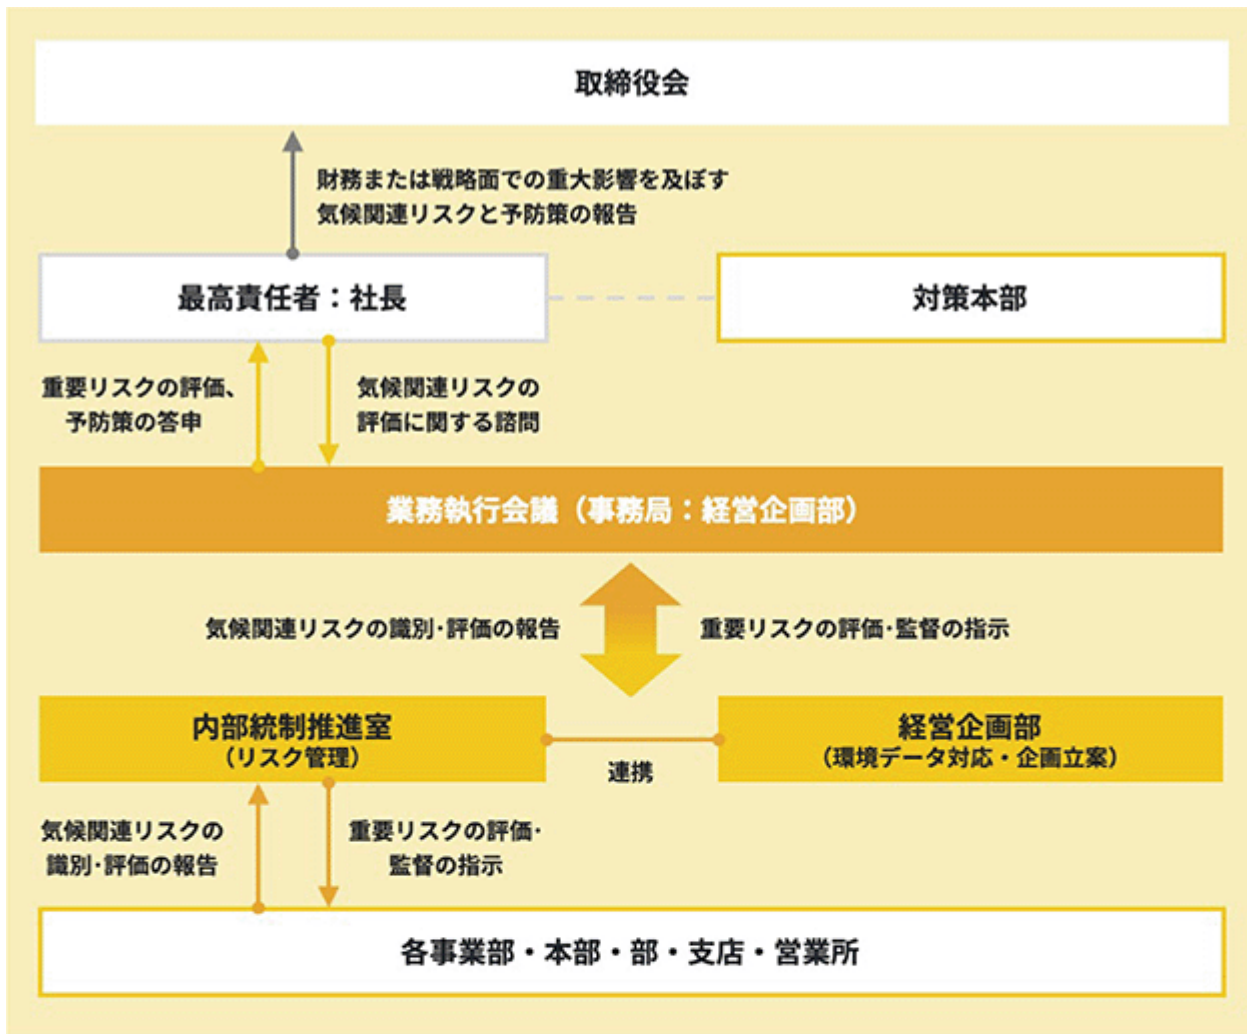 取締役会
財務または戦略面での重大影響を及ぼす
気候関連リスクと予防策の報告
最高責任者：社長
対策本部
重要リスクの評価、
予防策の答申
気候関連リスクの
評価に関する諮問
業務執行会議（事務局：経営企画部）
気候関連リスクの識別･評価の報告
重要リスクの評価･監督の指示
内部統制推進室
（リスク管理）
連携
経営企画部
（環境データ対応・企画立案）
気候関連リスクの
識別･評価の報告
重要リスクの評価･
監督の指示
各事業部・本部・部・支店・営業所